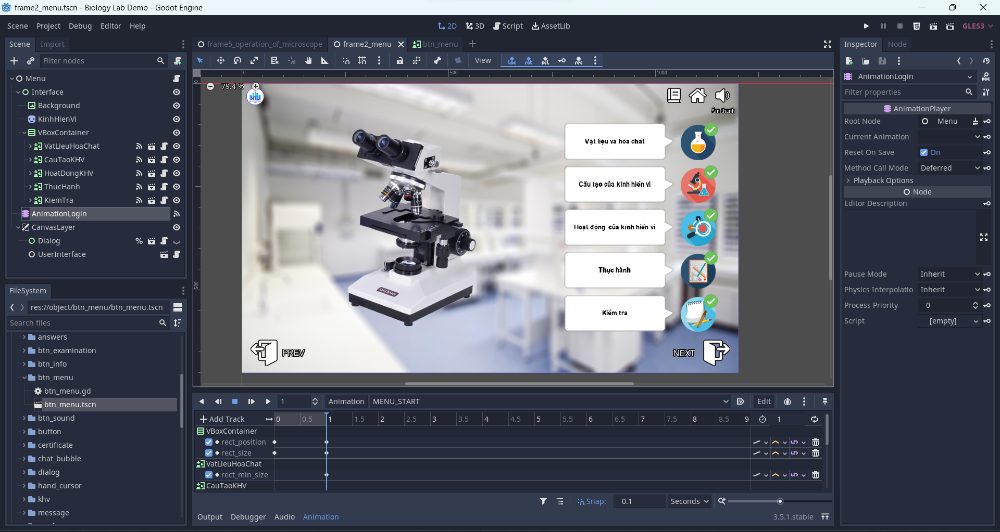 frame2_menu.tscn - Biology Lab Demo - Godot Engine
Scene Project Debug Editor Help
2D 3D Script AssetLib
GLES3
Scene Import
frame5_operation_of_microscope frame2_menu btn_menu
Inspector Node
Filter nodes
View
loc rot scl rec
Menu
Interface
Background
KinhHienVi
VBoxContainer
VatLieuHoaChat
CauTaoKHV
HoatDongKHV
ThucHanh
KiemTra
AnimationLogin
CanvasLayer
Dialog
%
UserInterface
0 500 1000
0
500
79.4 %
NTU
Âm thanh
Vật liệu và hóa chất
Cấu tạo của kính hiển vi
Hoạt động của kính hiển vi
Thực hành
Kiểm tra
OMANO
PREV
NEXT
AnimationLogin
Filter properties
AnimationPlayer
Root Node Menu
Current Animation
Reset On Save On
Method Call Mode Deferred
Playback Options
Node
Editor Description
Pause Mode Inherit
Physics Interpolatio Inherit
Process Priority 0
Script [empty]
FileSystem
res://object/btn_menu/btn_menu.tscn
Search files
answers
btn_examination
btn_info
btn_menu
btn_menu.gd
btn_menu.tscn
btn_sound
button
certificate
chat_bubble
dialog
hand_cursor
khv
message
1 Animation MENU_START Edit
Add Track 0 0.5 1 1.5 2 2.5 3 3.5 4 4.5 5 5.5 6 6.5 7 7.5 8 8.5 9 1
VBoxContainer
rect_position
rect_size
VatLieuHoaChat
rect_min_size
CauTaoKHV
Snap: 0.1 Seconds
Output Debugger Audio Animation
3.5.1.stable